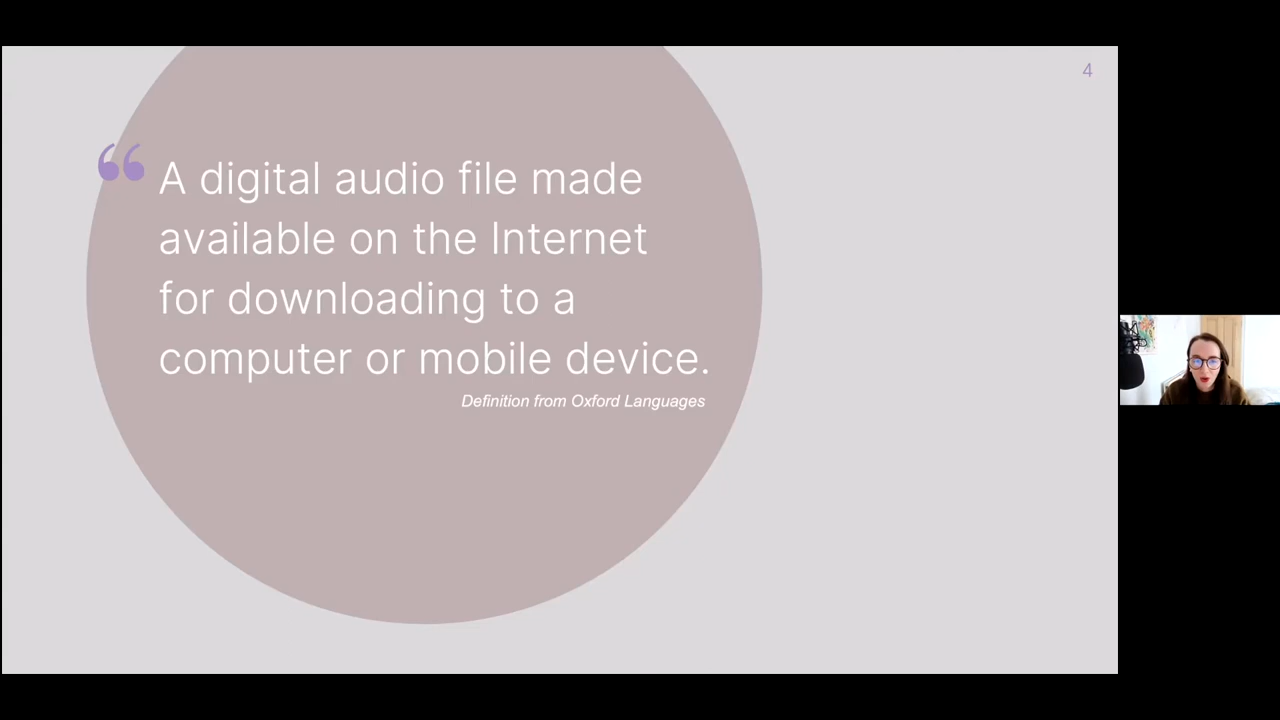 4
“ A digital audio file made
available on the Internet
for downloading to a
computer or mobile device.
Definition from Oxford Languages